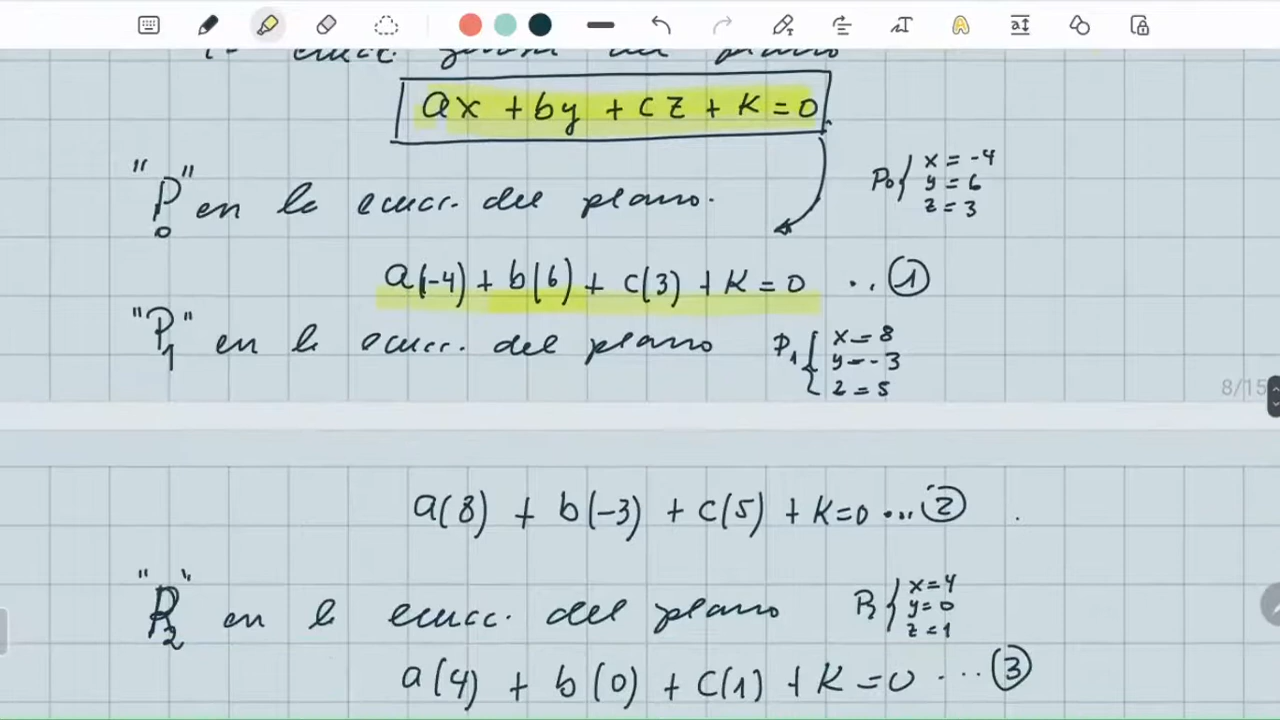 ax + by + cz + K = 0
"P₀" en la ecuac. del plano.
P₀ { x = -4
y = 6
z = 3
a(-4) + b(6) + c(3) + K = 0 ... ①
"P₁" en la ecuac. del plano
P₁ { x = 8
y = -3
z = 5
8/15
a(8) + b(-3) + c(5) + K = 0 ... ②
"P₂" en la ecuac. del plano
P₂ { x = 4
y = 0
z = 1
a(4) + b(0) + c(1) + K = 0 ... ③